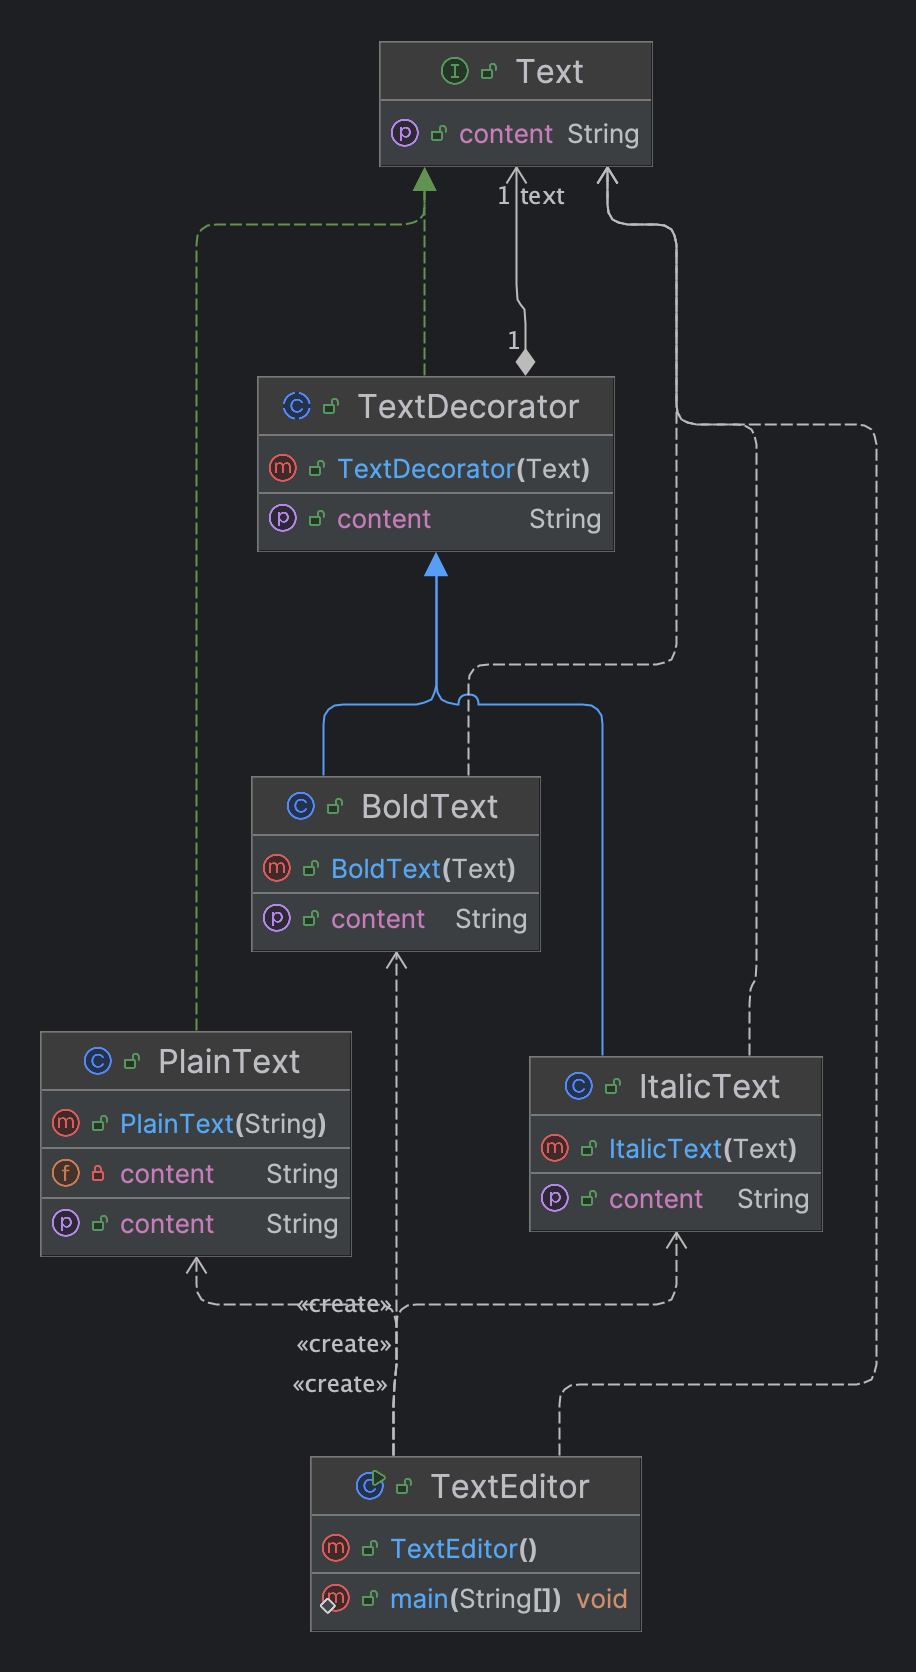 Text
content String
1 text
1
TextDecorator
TextDecorator(Text)
content String
BoldText
BoldText(Text)
content String
PlainText
PlainText(String)
content String
content String
ItalicText
ItalicText(Text)
content String
«create»
«create»
«create»
TextEditor
TextEditor()
main(String[]) void